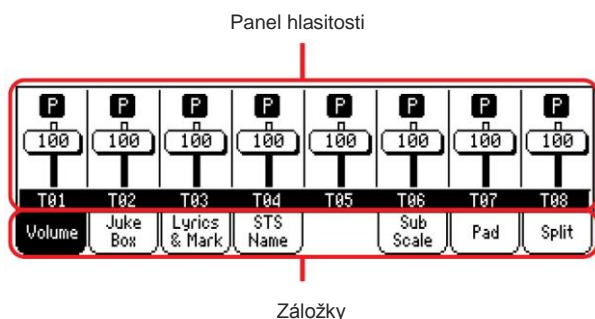 Panel hlasitosti
P P P P P P P P
100 100 100 100 100 100 100 100
T01 T02 T03 T04 T05 T06 T07 T08
Volume Juke Box Lyrics & Mark STS Name Sub Scale Pad Split
Záložky